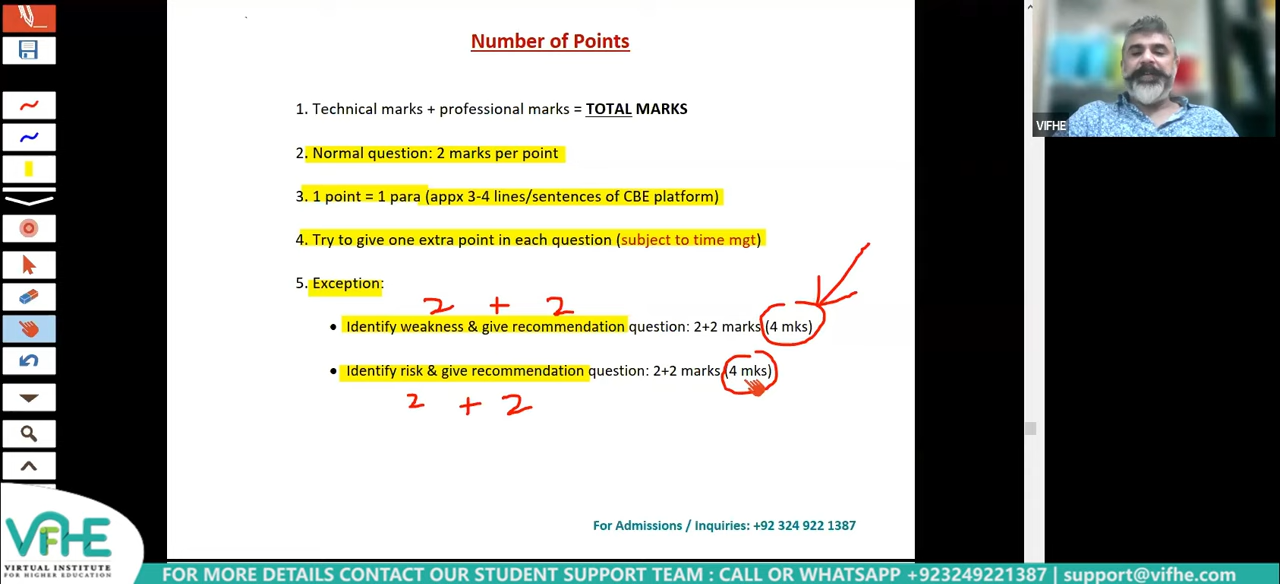 Number of Points
1. Technical marks + professional marks = TOTAL MARKS
2. Normal question: 2 marks per point
3. 1 point = 1 para (appx 3-4 lines/sentences of CBE platform)
4. Try to give one extra point in each question (subject to time mgt)
5. Exception:
2 + 2
• Identify weakness & give recommendation question: 2+2 marks (4 mks)
• Identify risk & give recommendation question: 2+2 marks (4 mks)
2 + 2
For Admissions / Inquiries: +92 324 922 1387
VIFHE
VIFHE
VIRTUAL INSTITUTE
FOR HIGHER EDUCATION
FOR MORE DETAILS CONTACT OUR STUDENT SUPPORT TEAM : CALL OR WHATSAPP +923249221387 | support@vifhe.com